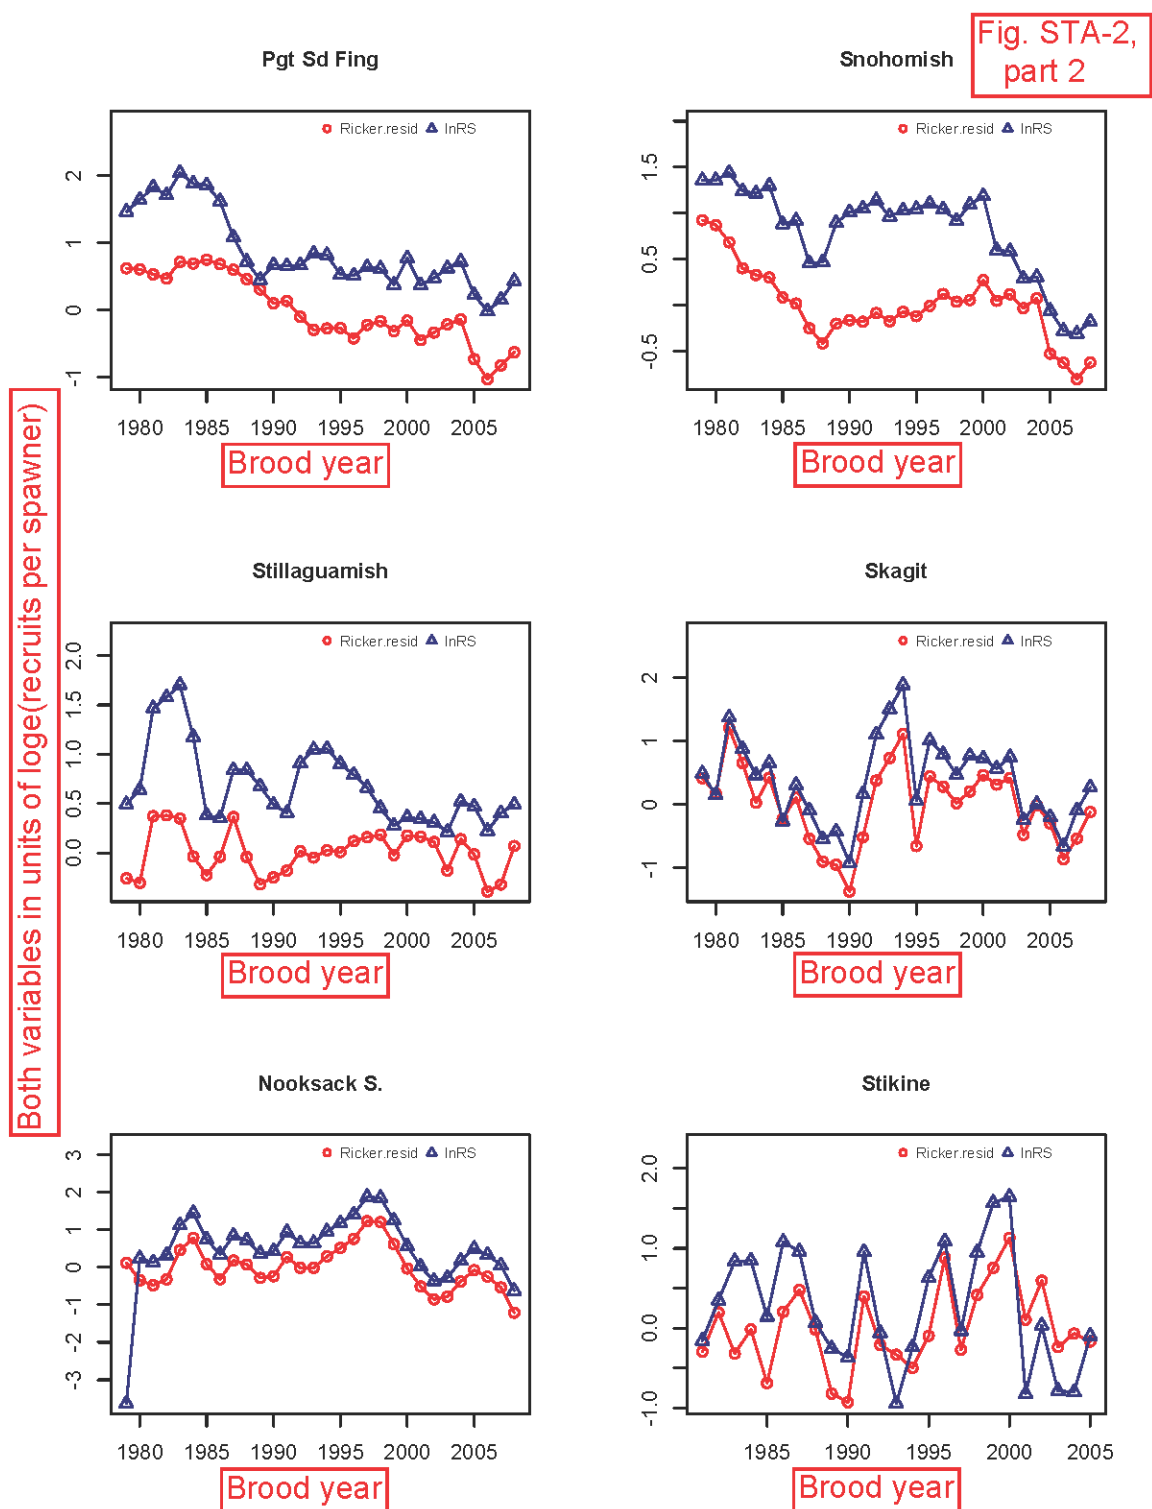 Fig. STA-2,
part 2
Both variables in units of loge(recruits per spawner)
Pgt Sd Fing
Ricker.resid lnRS
2
1
0
-1
1980 1985 1990 1995 2000 2005
Brood year
Snohomish
Ricker.resid lnRS
1.5
0.5
-0.5
1980 1985 1990 1995 2000 2005
Brood year
Stillaguamish
Ricker.resid lnRS
2.0
1.5
1.0
0.5
0.0
1980 1985 1990 1995 2000 2005
Brood year
Skagit
Ricker.resid lnRS
2
1
0
-1
1980 1985 1990 1995 2000 2005
Brood year
Nooksack S.
Ricker.resid lnRS
3
2
1
0
-1
-2
-3
1980 1985 1990 1995 2000 2005
Brood year
Stikine
Ricker.resid lnRS
2.0
1.0
0.0
-1.0
1985 1990 1995 2000 2005
Brood year